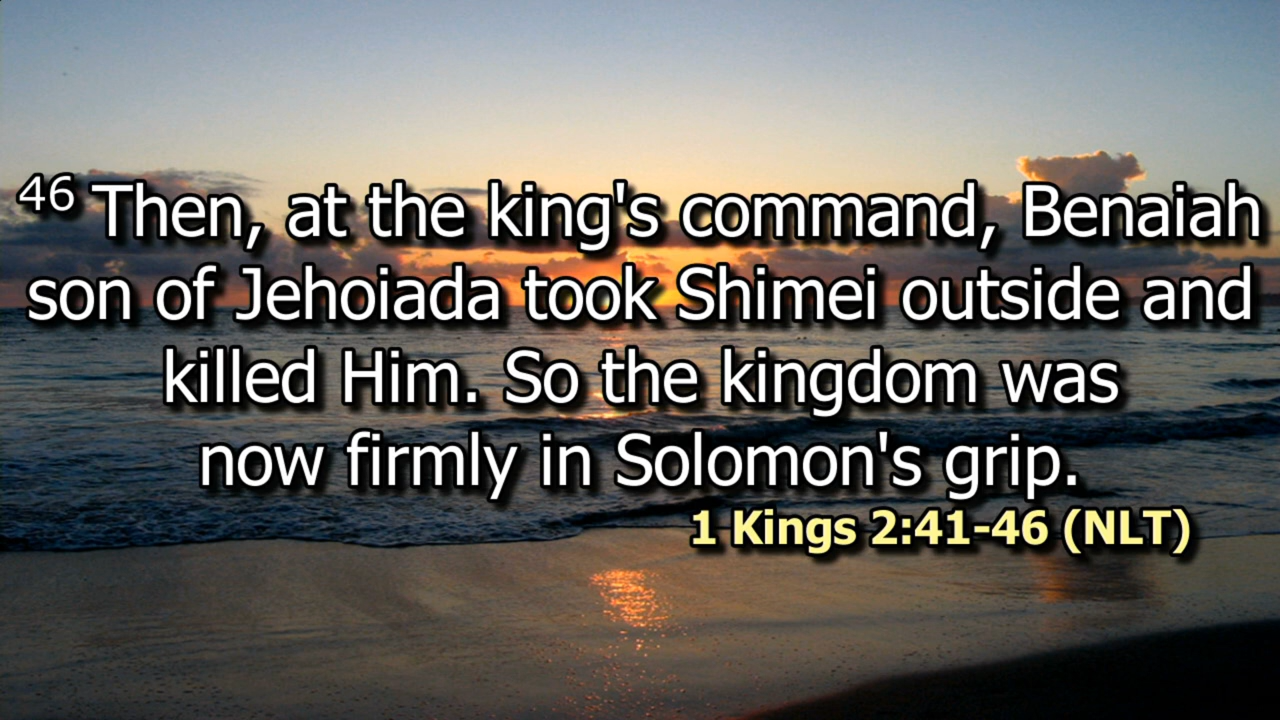 46 Then, at the king's command, Benaiah
son of Jehoiada took Shimei outside and
killed Him. So the kingdom was
now firmly in Solomon's grip.
1 Kings 2:41-46 (NLT)